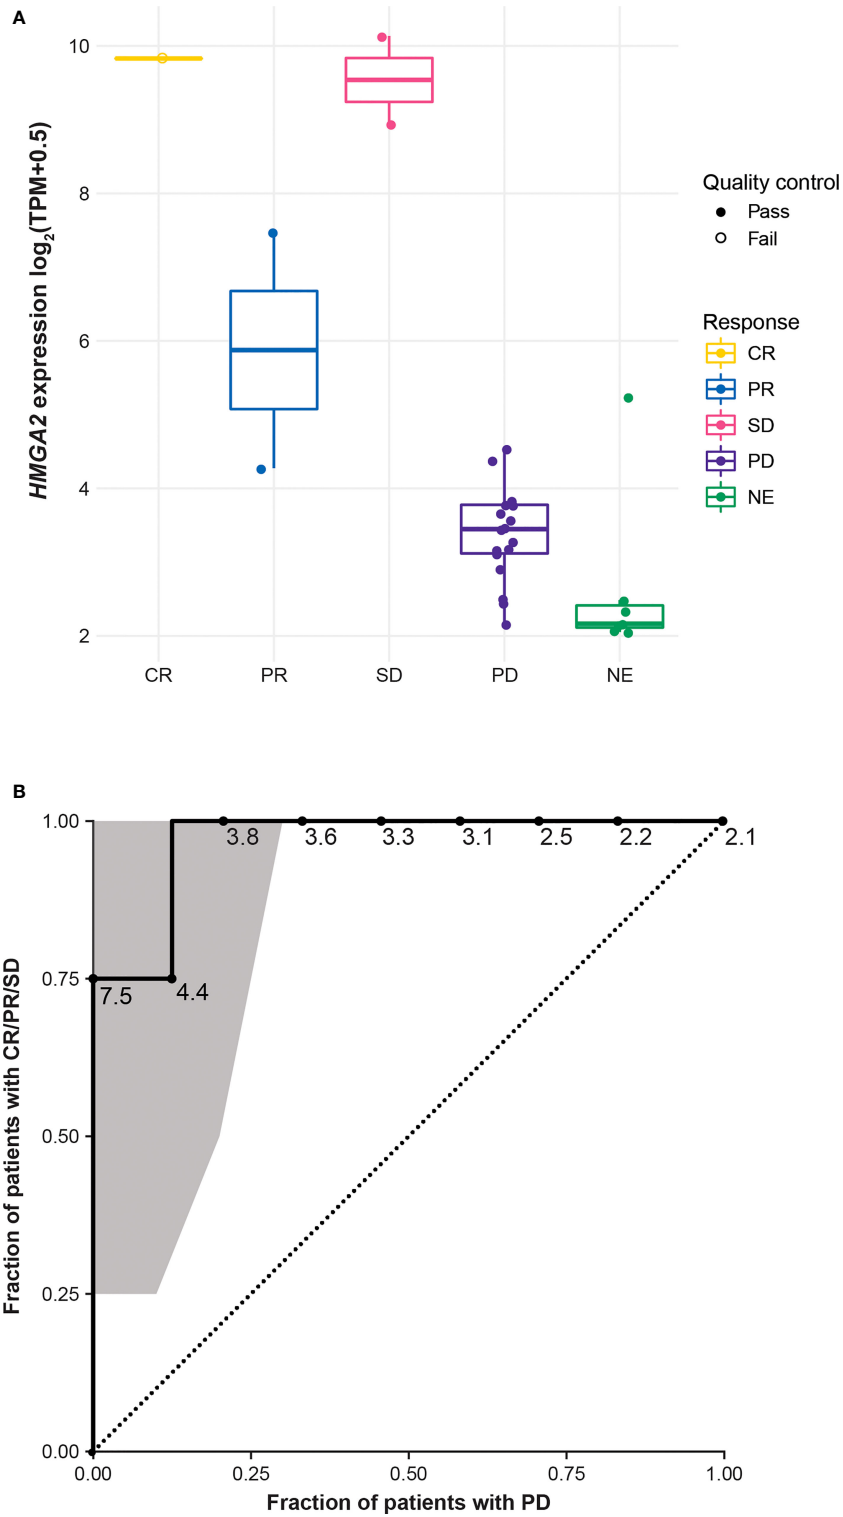 A
HMGA2 expression log2(TPM+0.5)
10
8
6
4
2
CR PR SD PD NE
Quality control
Pass
Fail
Response
CR
PR
SD
PD
NE
B
Fraction of patients with CR/PR/SD
1.00
0.75
0.50
0.25
0.00
3.8 3.6 3.3 3.1 2.5 2.2 2.1
7.5 4.4
0.00 0.25 0.50 0.75 1.00
Fraction of patients with PD